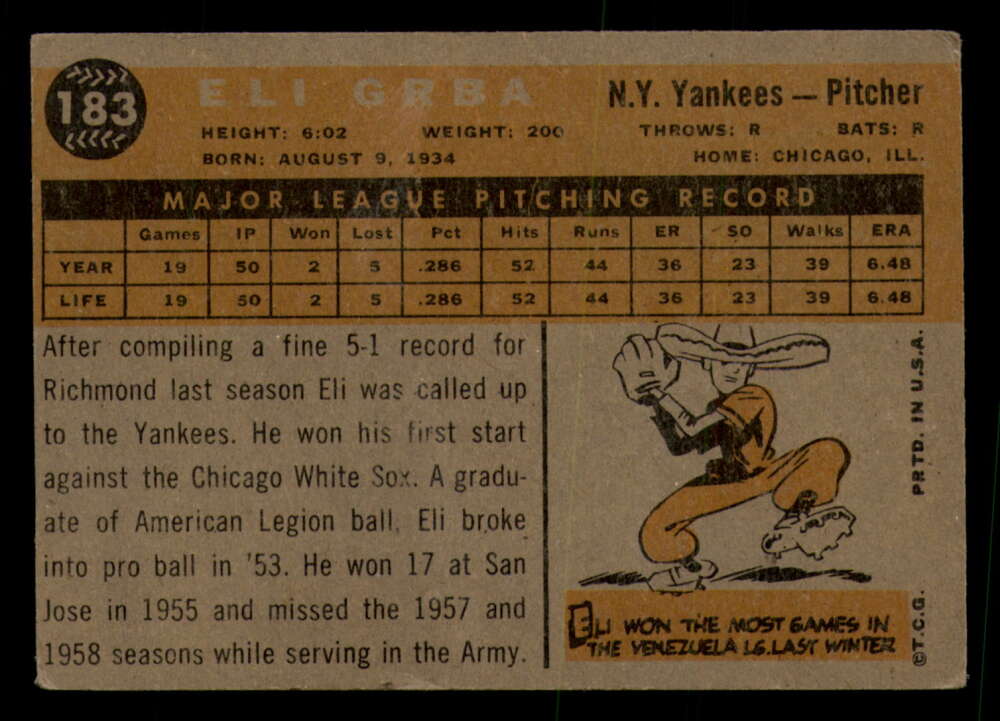 183
ELI GRBA
N.Y. Yankees — Pitcher
HEIGHT: 6:02 WEIGHT: 200 THROWS: R BATS: R
BORN: AUGUST 9, 1934 HOME: CHICAGO, ILL.
MAJOR LEAGUE PITCHING RECORD
Games IP Won Lost Pct Hits Runs ER SO Walks ERA
YEAR 19 50 2 5 .286 52 44 36 23 39 6.48
LIFE 19 50 2 5 .286 52 44 36 23 39 6.48
After compiling a fine 5-1 record for
Richmond last season Eli was called up
to the Yankees. He won his first start
against the Chicago White Sox. A gradu-
ate of American Legion ball, Eli broke
into pro ball in '53. He won 17 at San
Jose in 1955 and missed the 1957 and
1958 seasons while serving in the Army.
ELI WON THE MOST GAMES IN
THE VENEZUELA LG. LAST WINTER
©T.C.G. PRTD. IN U.S.A.